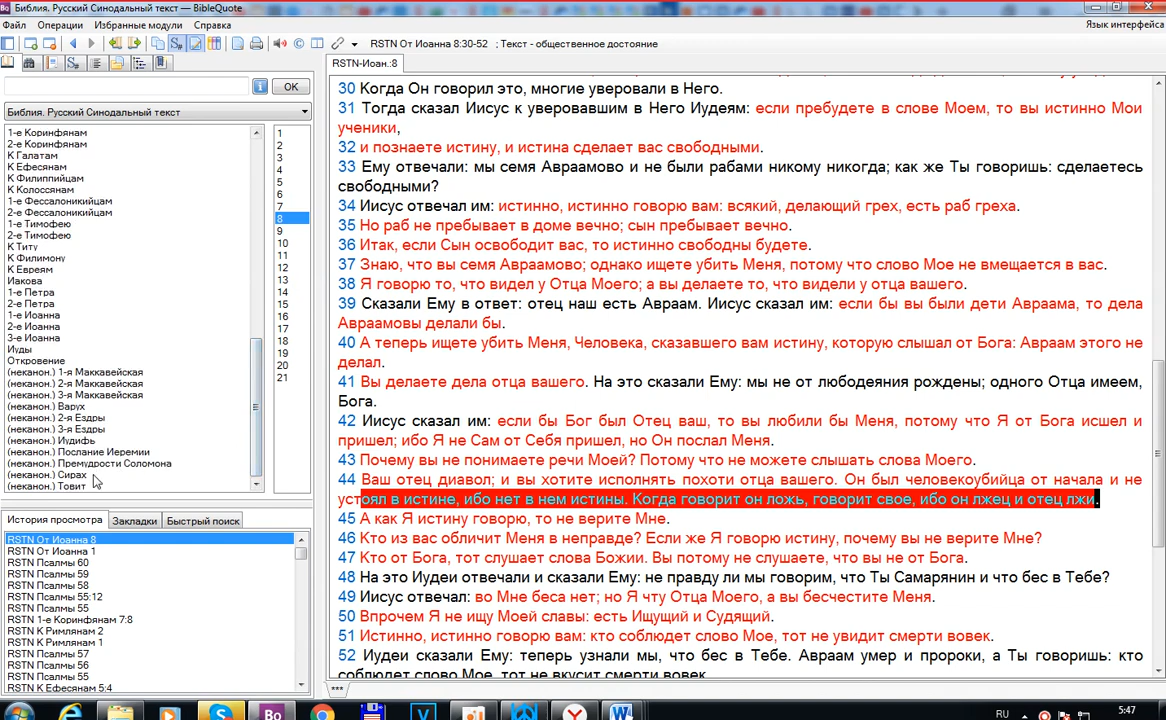 Библия. Русский Синодальный текст — BibleQuote
Файл Операции Избранные модули Справка
Язык интерфейса
RSTN От Иоанна 8:30-52 ; Текст - общественное достояние
RSTN-Иоан.:8
OK
Библия. Русский Синодальный текст
1-е Коринфянам
2-е Коринфянам
К Галатам
К Ефесянам
К Филиппийцам
К Колоссянам
1-е Фессалоникийцам
2-е Фессалоникийцам
1-е Тимофею
2-е Тимофею
К Титу
К Филимону
К Евреям
Иакова
1-е Петра
2-е Петра
1-е Иоанна
2-е Иоанна
3-е Иоанна
Иуды
Откровение
(неканон.) 1-я Маккавейская
(неканон.) 2-я Маккавейская
(неканон.) 3-я Маккавейская
(неканон.) Варух
(неканон.) 2-я Ездры
(неканон.) 3-я Ездры
(неканон.) Иудифь
(неканон.) Послание Иеремии
(неканон.) Премудрости Соломона
(неканон.) Сирах
(неканон.) Товит
1
2
3
4
5
6
7
8
9
10
11
12
13
14
15
16
17
18
19
20
21
История просмотра Закладки Быстрый поиск
RSTN От Иоанна 8
RSTN От Иоанна 1
RSTN Псалмы 60
RSTN Псалмы 59
RSTN Псалмы 58
RSTN Псалмы 55:12
RSTN Псалмы 55
RSTN 1-е Коринфянам 7:8
RSTN К Римлянам 2
RSTN К Римлянам 1
RSTN Псалмы 57
RSTN Псалмы 56
RSTN Псалмы 55
RSTN К Ефесянам 5:4
30 Когда Он говорил это, многие уверовали в Него.
31 Тогда сказал Иисус к уверовавшим в Него Иудеям: если пребудете в слове Моем, то вы истинно Мои
ученики,
32 и познаете истину, и истина сделает вас свободными.
33 Ему отвечали: мы семя Авраамово и не были рабами никому никогда; как же Ты говоришь: сделаетесь
свободными?
34 Иисус отвечал им: истинно, истинно говорю вам: всякий, делающий грех, есть раб греха.
35 Но раб не пребывает в доме вечно; сын пребывает вечно.
36 Итак, если Сын освободит вас, то истинно свободны будете.
37 Знаю, что вы семя Авраамово; однако ищете убить Меня, потому что слово Мое не вмещается в вас.
38 Я говорю то, что видел у Отца Моего; а вы делаете то, что видели у отца вашего.
39 Сказали Ему в ответ: отец наш есть Авраам. Иисус сказал им: если бы вы были дети Авраама, то дела
Авраамовы делали бы.
40 А теперь ищете убить Меня, Человека, сказавшего вам истину, которую слышал от Бога: Авраам этого не
делал.
41 Вы делаете дела отца вашего. На это сказали Ему: мы не от любодеяния рождены; одного Отца имеем,
Бога.
42 Иисус сказал им: если бы Бог был Отец ваш, то вы любили бы Меня, потому что Я от Бога исшел и
пришел; ибо Я не Сам от Себя пришел, но Он послал Меня.
43 Почему вы не понимаете речи Моей? Потому что не можете слышать слова Моего.
44 Ваш отец диавол; и вы хотите исполнять похоти отца вашего. Он был человекоубийца от начала и не
устоял в истине, ибо нет в нем истины. Когда говорит он ложь, говорит свое, ибо он лжец и отец лжи.
45 А как Я истину говорю, то не верите Мне.
46 Кто из вас обличит Меня в неправде? Если же Я говорю истину, почему вы не верите Мне?
47 Кто от Бога, тот слушает слова Божии. Вы потому не слушаете, что вы не от Бога.
48 На это Иудеи отвечали и сказали Ему: не правду ли мы говорим, что Ты Самарянин и что бес в Тебе?
49 Иисус отвечал: во Мне беса нет; но Я чту Отца Моего, а вы бесчестите Меня.
50 Впрочем Я не ищу Моей славы: есть Ищущий и Судящий.
51 Истинно, истинно говорю вам: кто соблюдет слово Мое, тот не увидит смерти вовек.
52 Иудеи сказали Ему: теперь узнали мы, что бес в Тебе. Авраам умер и пророки, а Ты говоришь: кто
соблюдет слово Мое, тот не вкусит смерти вовек.
***
RU
5:47